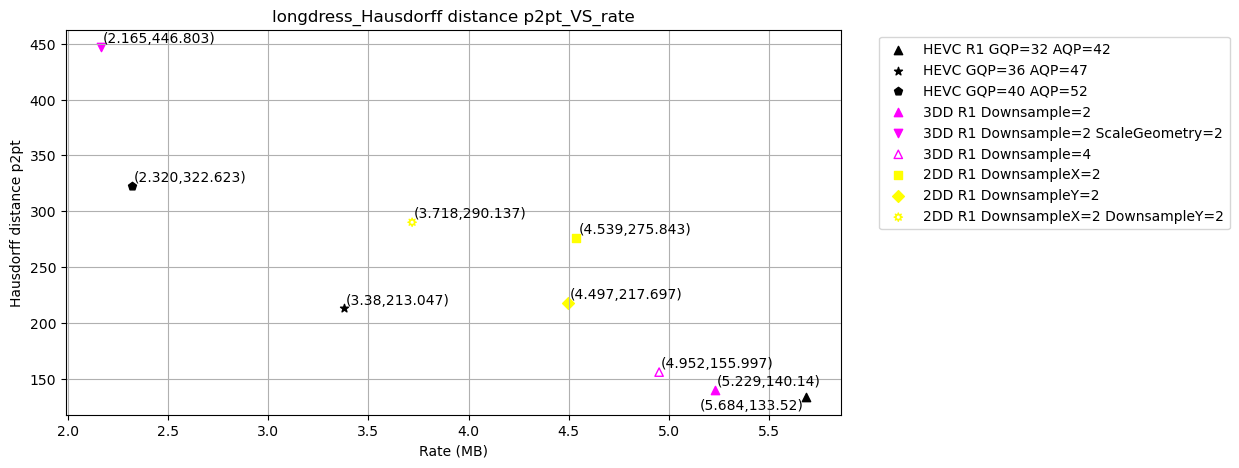 longdress_Hausdorff distance p2pt_VS_rate
450
400
350
300
250
200
150
Hausdorff distance p2pt
(2.165,446.803)
(2.320,322.623)
(3.718,290.137)
(4.539,275.843)
(3.38,213.047)
(4.497,217.697)
(4.952,155.997)
(5.229,140.14)
(5.684,133.52)
2.0 2.5 3.0 3.5 4.0 4.5 5.0 5.5
Rate (MB)
HEVC R1 GQP=32 AQP=42
HEVC GQP=36 AQP=47
HEVC GQP=40 AQP=52
3DD R1 Downsample=2
3DD R1 Downsample=2 ScaleGeometry=2
3DD R1 Downsample=4
2DD R1 DownsampleX=2
2DD R1 DownsampleY=2
2DD R1 DownsampleX=2 DownsampleY=2